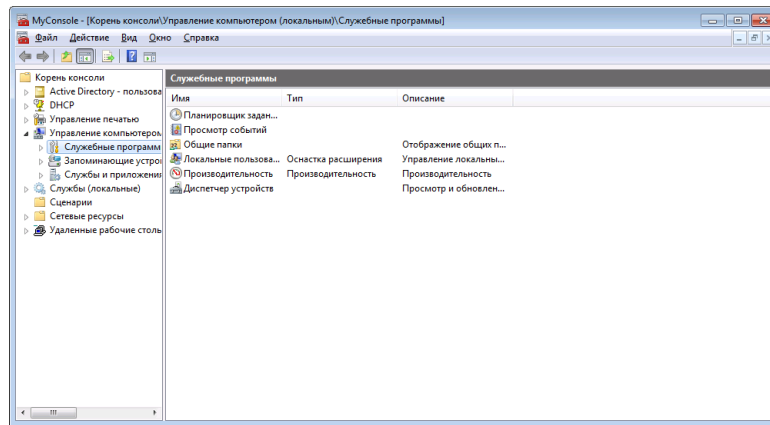 MyConsole - [Корень консоли\Управление компьютером (локальным)\Служебные программы]
Файл Действие Вид Окно Справка
Корень консоли
Active Directory - пользова
DHCP
Управление печатью
Управление компьютером
Служебные программ
Запоминающие устрой
Службы и приложения
Службы (локальные)
Сценарии
Сетевые ресурсы
Удаленные рабочие столь
Служебные программы
Имя Тип Описание
Планировщик задан...
Просмотр событий
Общие папки Отображение общих п...
Локальные пользова... Оснастка расширения Управление локальны...
Производительность Производительность Производительность
Диспетчер устройств Просмотр и обновлен...